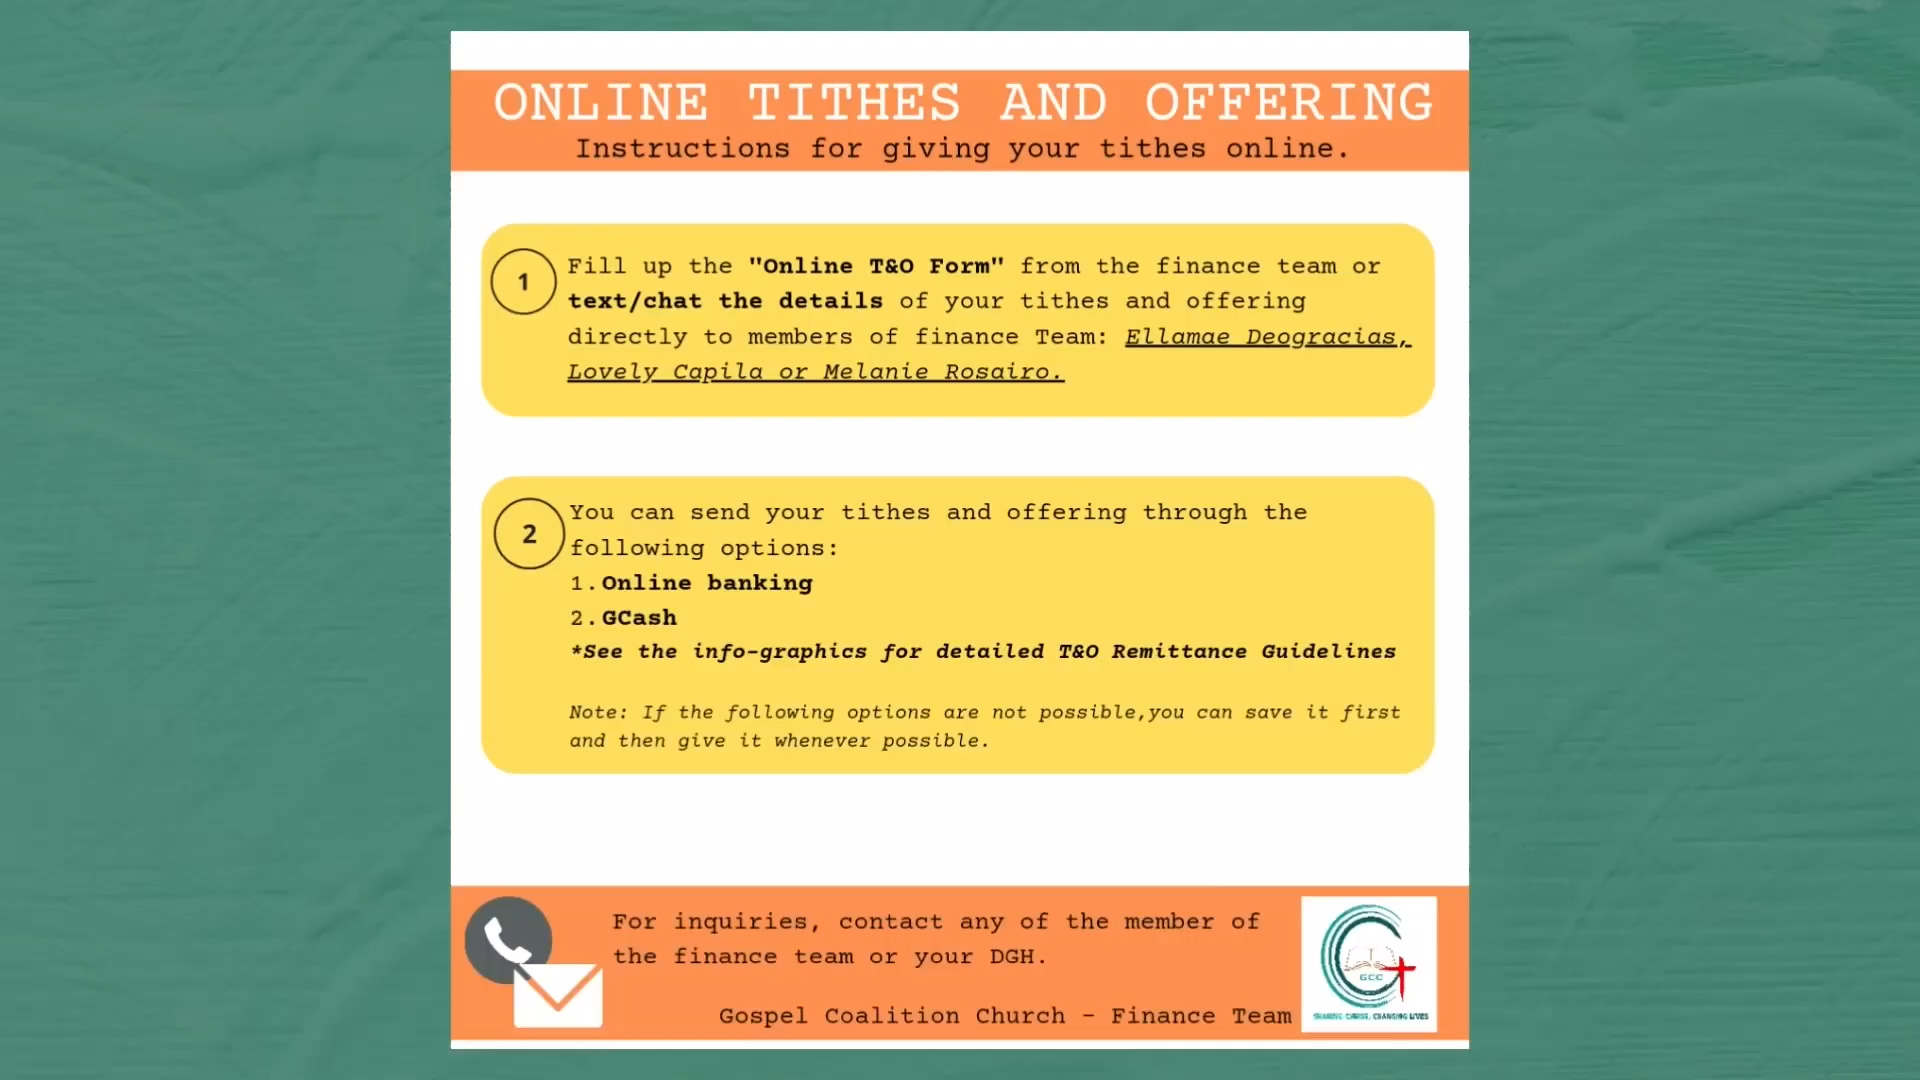 ONLINE TITHES AND OFFERING
Instructions for giving your tithes online.
1
Fill up the "Online T&O Form" from the finance team or
text/chat the details of your tithes and offering
directly to members of finance Team: Ellamae Deogracias,
Lovely Capila or Melanie Rosairo.
2
You can send your tithes and offering through the
following options:
1. Online banking
2. GCash
*See the info-graphics for detailed T&O Remittance Guidelines
Note: If the following options are not possible,you can save it first
and then give it whenever possible.
For inquiries, contact any of the member of
the finance team or your DGH.
Gospel Coalition Church - Finance Team
GCC
SHARING CHRIST, CHANGING LIVES